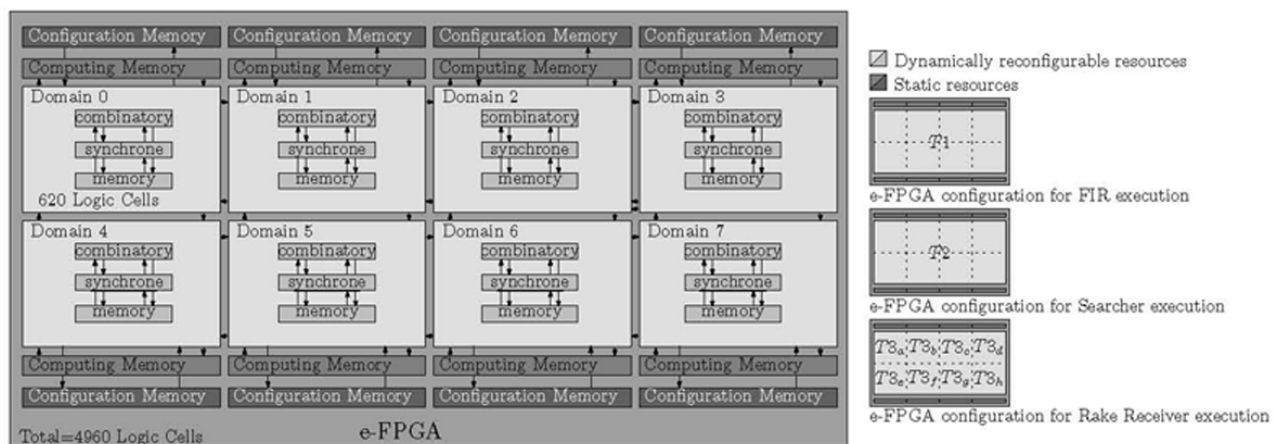 Configuration Memory Configuration Memory Configuration Memory Configuration Memory
Computing Memory Computing Memory Computing Memory Computing Memory
Domain 0 Domain 1 Domain 2 Domain 3
combinatory combinatory combinatory combinatory
synchrone synchrone synchrone synchrone
memory memory memory memory
620 Logic Cells
Domain 4 Domain 5 Domain 6 Domain 7
combinatory combinatory combinatory combinatory
synchrone synchrone synchrone synchrone
memory memory memory memory
Computing Memory Computing Memory Computing Memory Computing Memory
Configuration Memory Configuration Memory Configuration Memory Configuration Memory
Total=4960 Logic Cells
e-FPGA
Dynamically reconfigurable resources
Static resources
T1
e-FPGA configuration for FIR execution
T2
e-FPGA configuration for Searcher execution
T3a T3b T3c T3d
T3e T3f T3g T3h
e-FPGA configuration for Rake Receiver execution